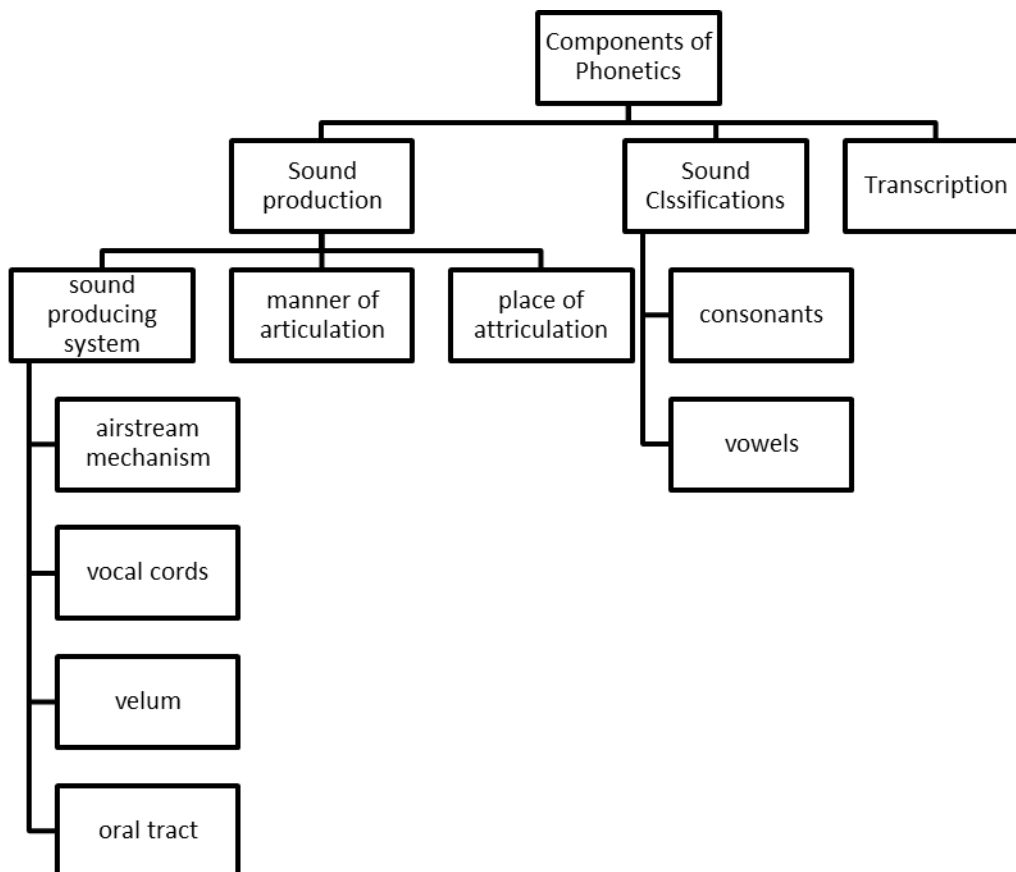 Components of
Phonetics
Sound
production
Sound
Clssifications
Transcription
sound
producing
system
manner of
articulation
place of
attriculation
consonants
airstream
mechanism
vowels
vocal cords
velum
oral tract